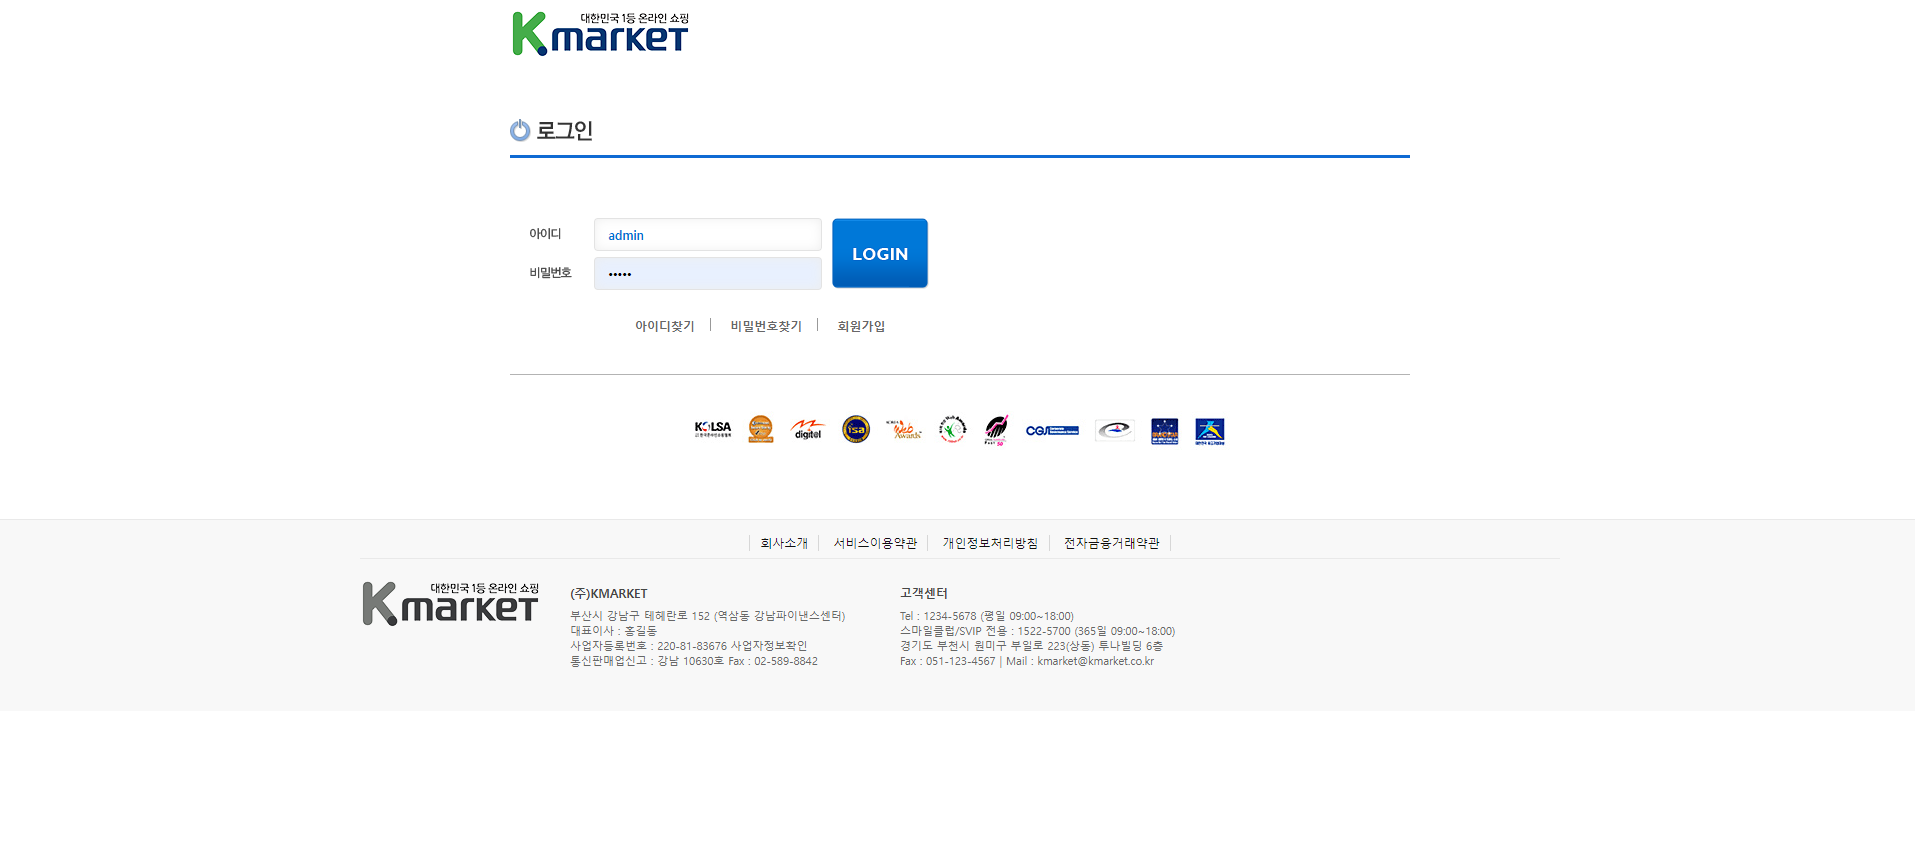 대한민국 1등 온라인 쇼핑
Kmarket
로그인
아이디
admin
비밀번호
•••••
LOGIN
아이디찾기
비밀번호찾기
회원가입
KOLSA
digital
isa
Web Awards
CGS
회사소개
서비스이용약관
개인정보처리방침
전자금융거래약관
대한민국 1등 온라인 쇼핑
Kmarket
(주)KMARKET
부산시 강남구 테헤란로 152 (역삼동 강남파이낸스센터)
대표이사 : 홍길동
사업자등록번호 : 220-81-83676 사업자정보확인
통신판매업신고 : 강남 10630호 Fax : 02-589-8842
고객센터
Tel : 1234-5678 (평일 09:00~18:00)
스마일클럽/SVIP 전용 : 1522-5700 (365일 09:00~18:00)
경기도 부천시 원미구 부일로 223(상동) 투나빌딩 6층
Fax : 051-123-4567 | Mail : kmarket@kmarket.co.kr